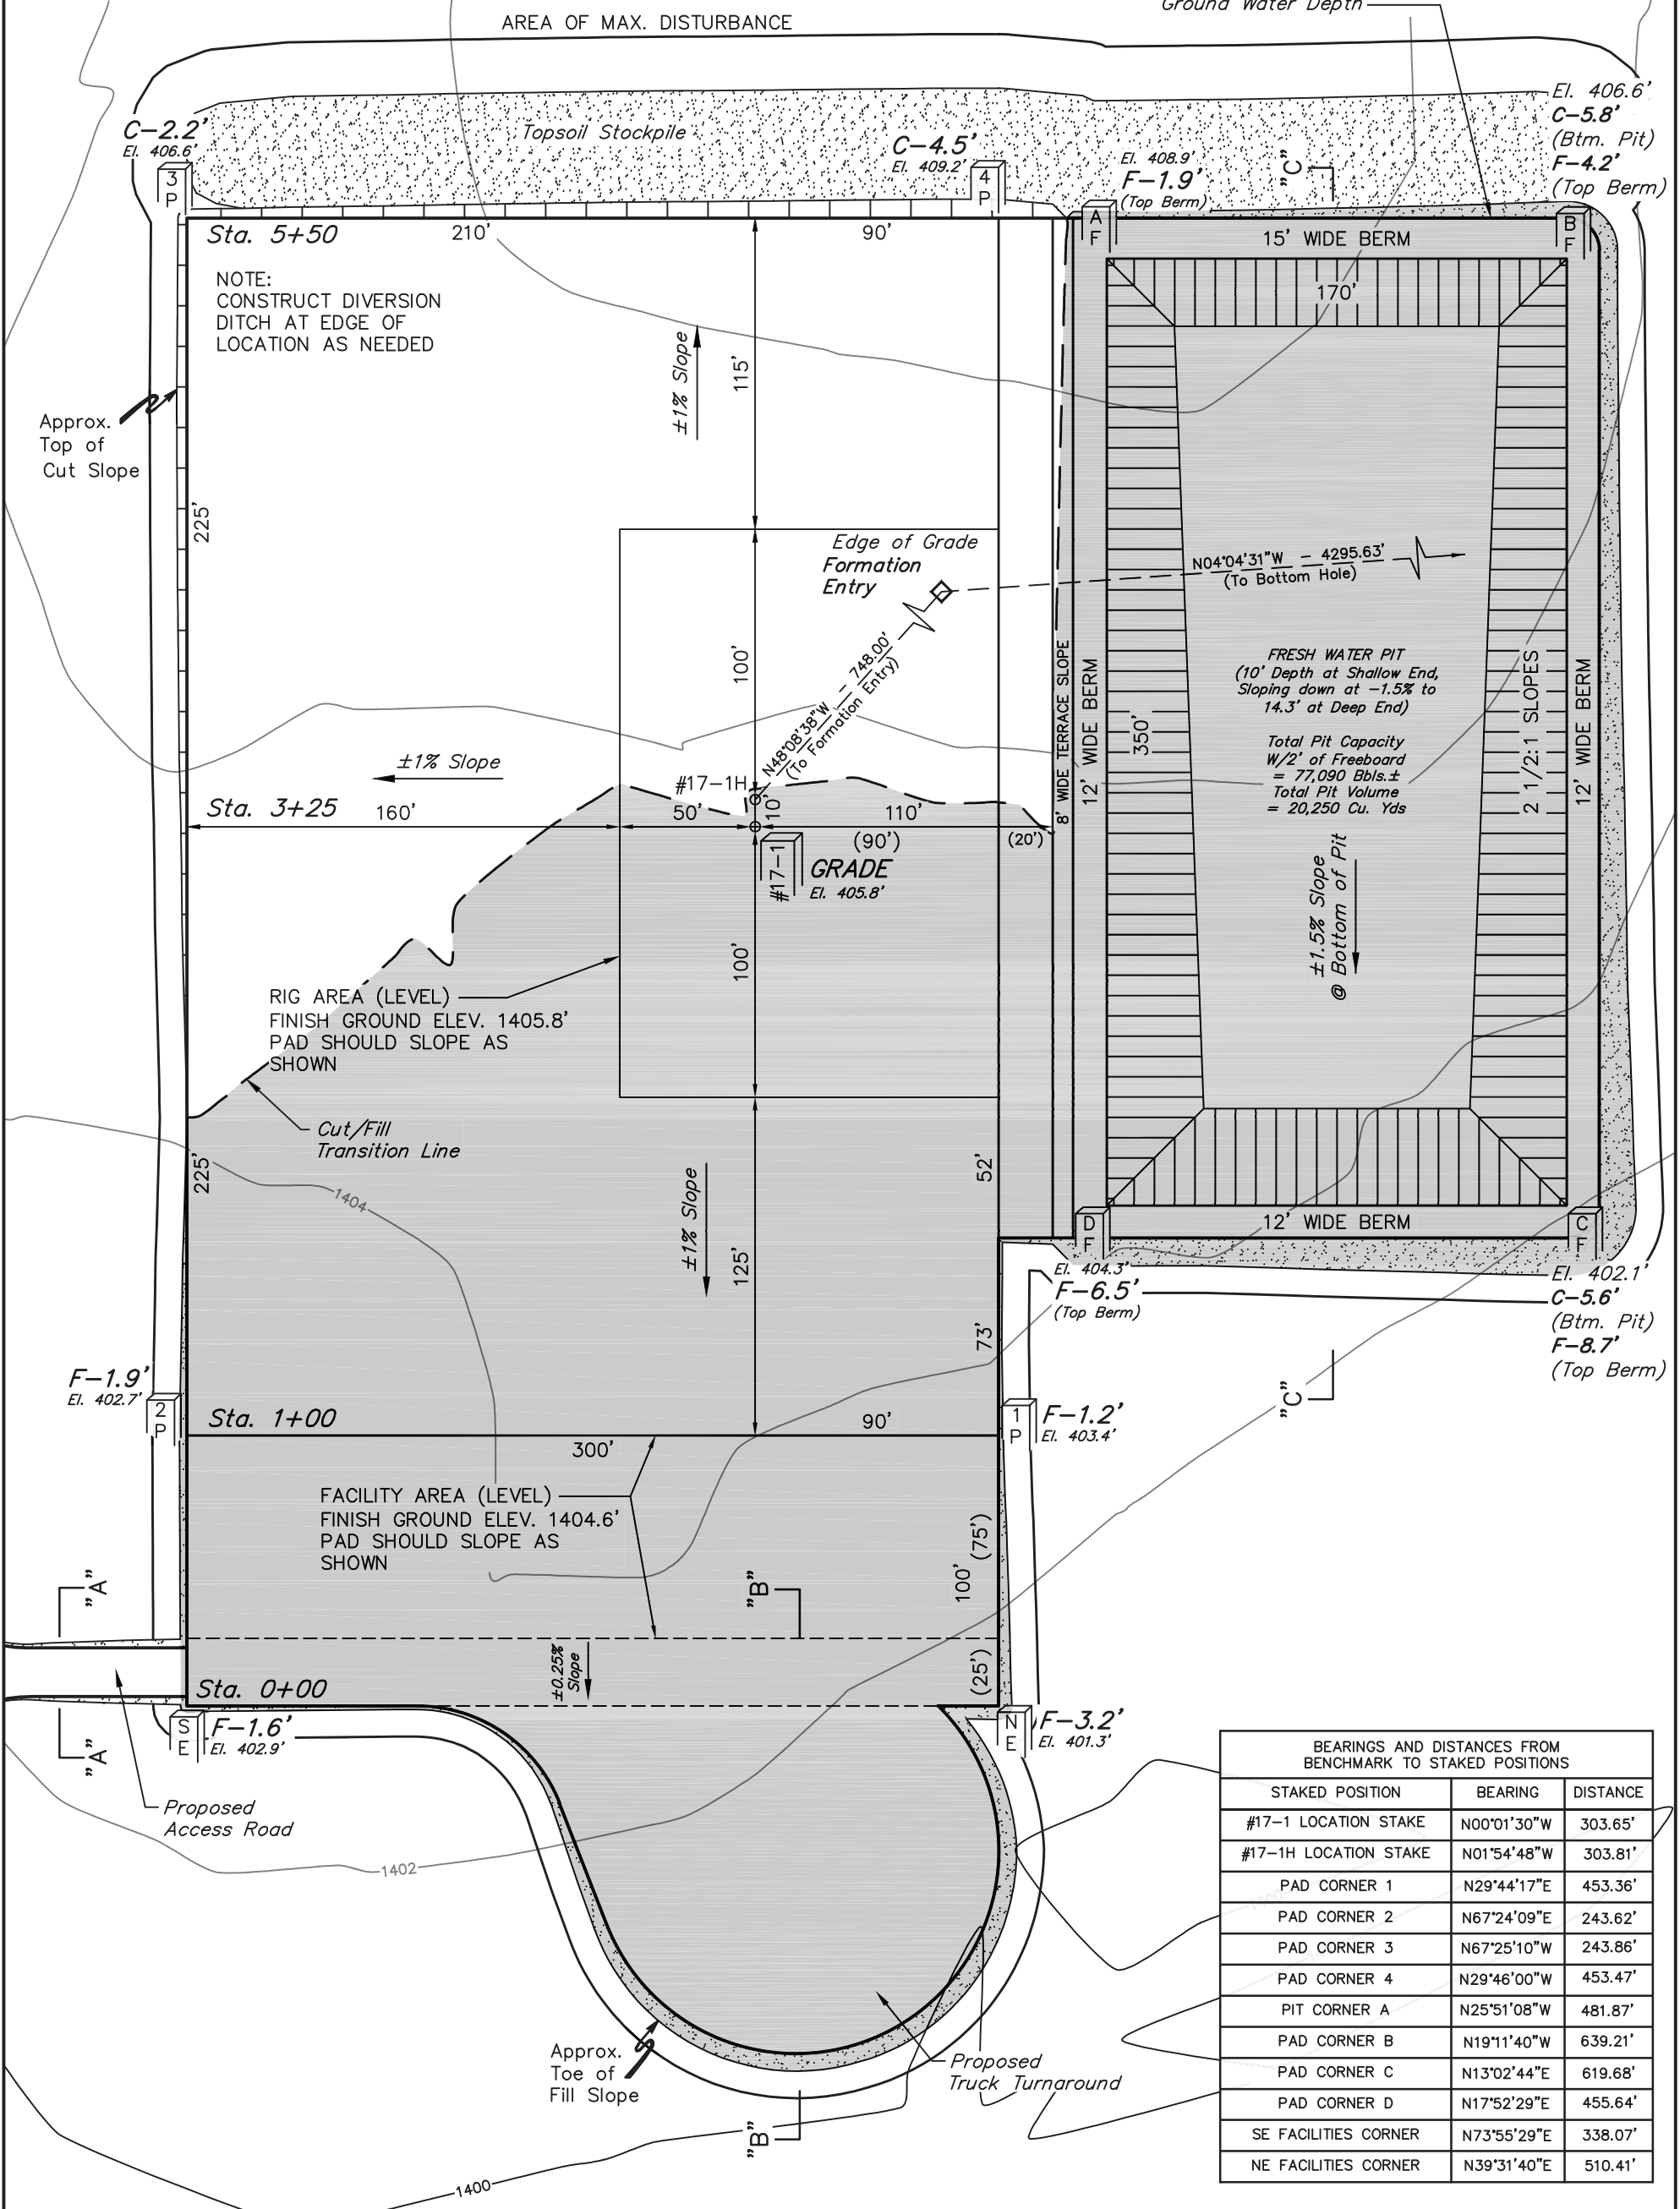 AREA OF MAX. DISTURBANCE
Ground Water Depth
Topsoil Stockpile
C-2.2'
El. 406.6'
3
P
C-4.5'
El. 409.2'
4
P
El. 408.9'
F-1.9'
(Top Berm)
"C"
El. 406.6'
C-5.8'
(Btm. Pit)
F-4.2'
(Top Berm)
A
F
B
F
Sta. 5+50
210'
90'
15' WIDE BERM
170'
NOTE:
CONSTRUCT DIVERSION
DITCH AT EDGE OF
LOCATION AS NEEDED
±1% Slope
115'
Approx.
Top of
Cut Slope
225'
Edge of Grade
Formation
Entry
N04°04'31"W - 4295.63'
(To Bottom Hole)
100'
N48°08'38"W - 748.00'
(To Formation Entry)
8' WIDE TERRACE SLOPE
12' WIDE BERM
350'
FRESH WATER PIT
(10' Depth at Shallow End,
Sloping down at -1.5% to
14.3' at Deep End)
Total Pit Capacity
W/2' of Freeboard
= 77,090 Bbls.±
Total Pit Volume
= 20,250 Cu. Yds
2 1/2:1 SLOPES
12' WIDE BERM
±1% Slope
#17-1H
Sta. 3+25
160'
50'
10'
110'
(90')
(20')
#17-1
GRADE
El. 405.8'
±1.5% Slope
@ Bottom of Pit
100'
RIG AREA (LEVEL)
FINISH GROUND ELEV. 1405.8'
PAD SHOULD SLOPE AS
SHOWN
Cut/Fill
Transition Line
225'
1404
±1% Slope
125'
52'
73'
12' WIDE BERM
D
F
C
F
El. 404.3'
F-6.5'
(Top Berm)
El. 402.1'
C-5.6'
(Btm. Pit)
F-8.7'
(Top Berm)
"C"
F-1.9'
El. 402.7'
2
P
Sta. 1+00
90'
300'
1
P
F-1.2'
El. 403.4'
FACILITY AREA (LEVEL)
FINISH GROUND ELEV. 1404.6'
PAD SHOULD SLOPE AS
SHOWN
(75')
100'
"A"
"B"
±0.25%
Slope
(25')
Sta. 0+00
S
E
F-1.6'
El. 402.9'
N
E
F-3.2'
El. 401.3'
"A"
Proposed
Access Road
1402
Approx.
Toe of
Fill Slope
Proposed
Truck Turnaround
"B"
1400
BEARINGS AND DISTANCES FROM
BENCHMARK TO STAKED POSITIONS
STAKED POSITION BEARING DISTANCE
#17-1 LOCATION STAKE N00°01'30"W 303.65'
#17-1H LOCATION STAKE N01°54'48"W 303.81'
PAD CORNER 1 N29°44'17"E 453.36'
PAD CORNER 2 N67°24'09"E 243.62'
PAD CORNER 3 N67°25'10"W 243.86'
PAD CORNER 4 N29°46'00"W 453.47'
PIT CORNER A N25°51'08"W 481.87'
PAD CORNER B N19°11'40"W 639.21'
PAD CORNER C N13°02'44"E 619.68'
PAD CORNER D N17°52'29"E 455.64'
SE FACILITIES CORNER N73°55'29"E 338.07'
NE FACILITIES CORNER N39°31'40"E 510.41'